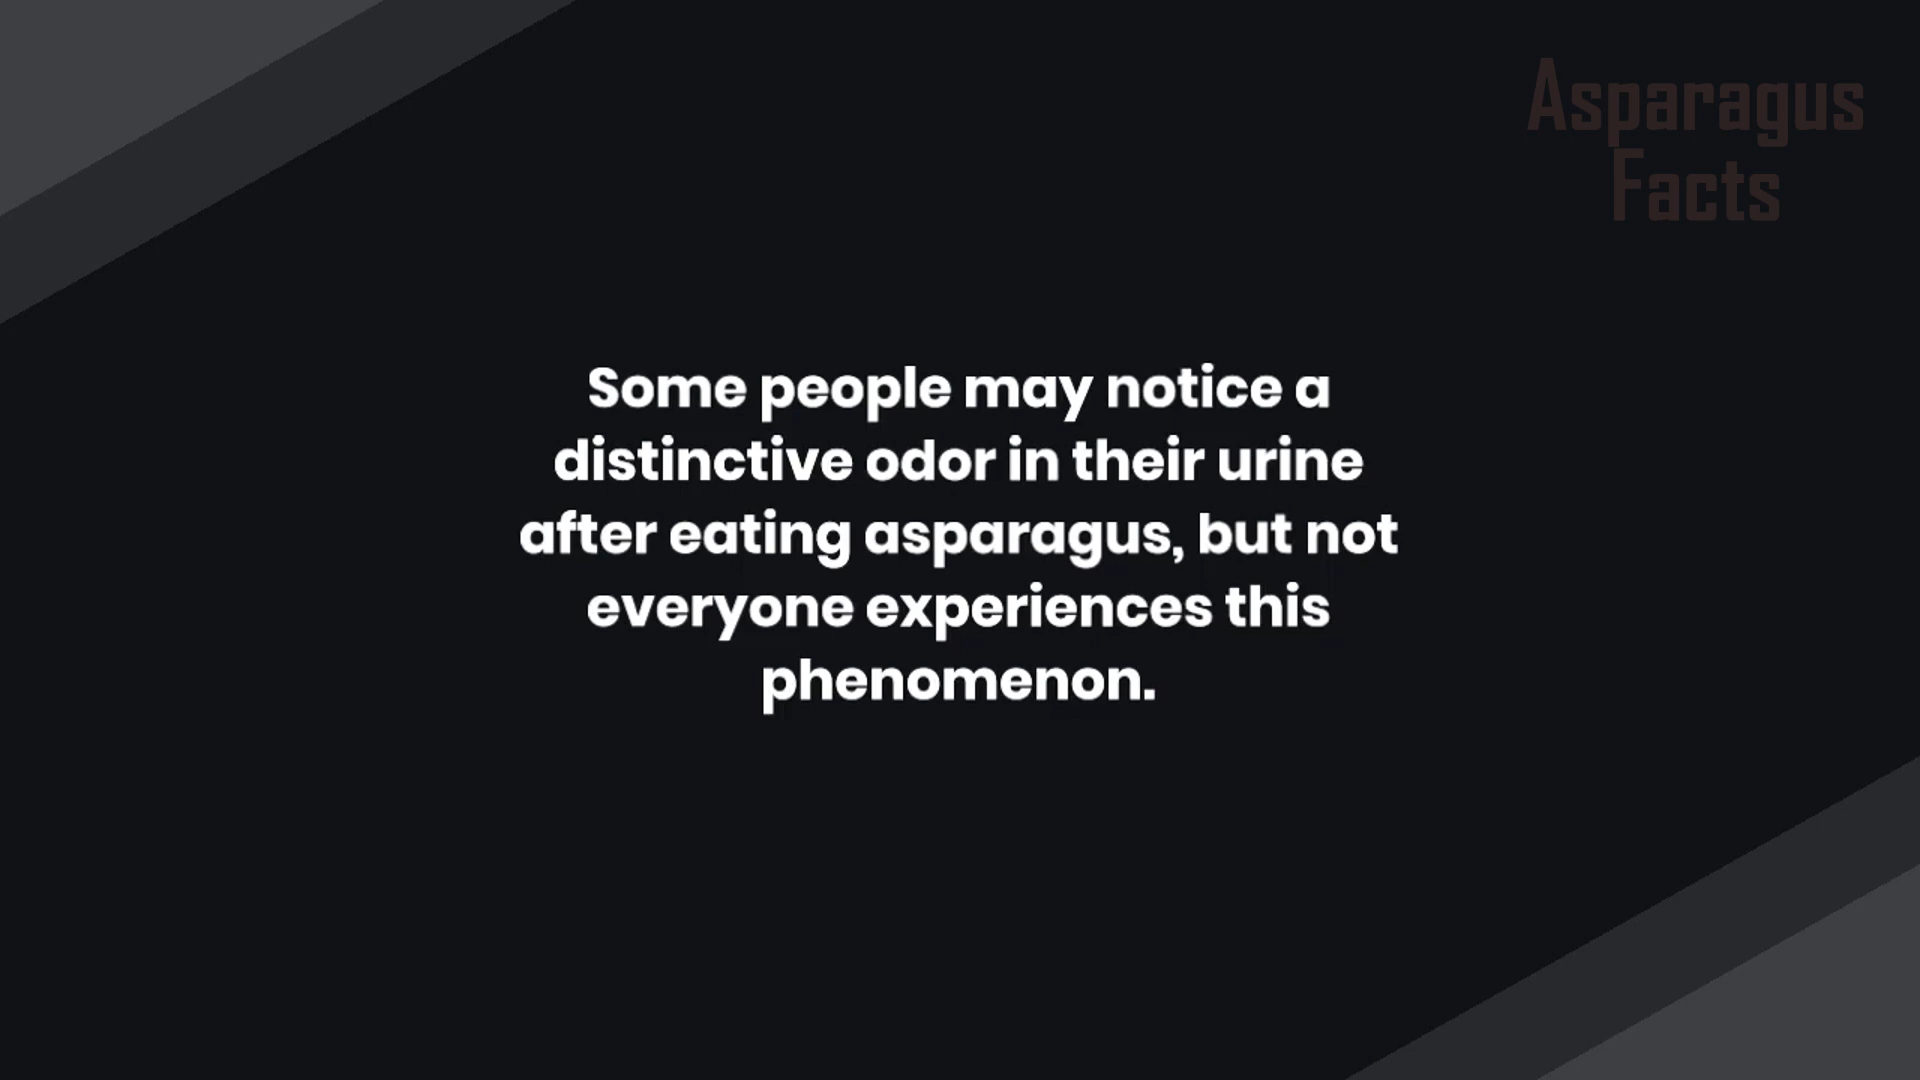 Asparagus
Facts
Some people may notice a
distinctive odor in their urine
after eating asparagus, but not
everyone experiences this
phenomenon.